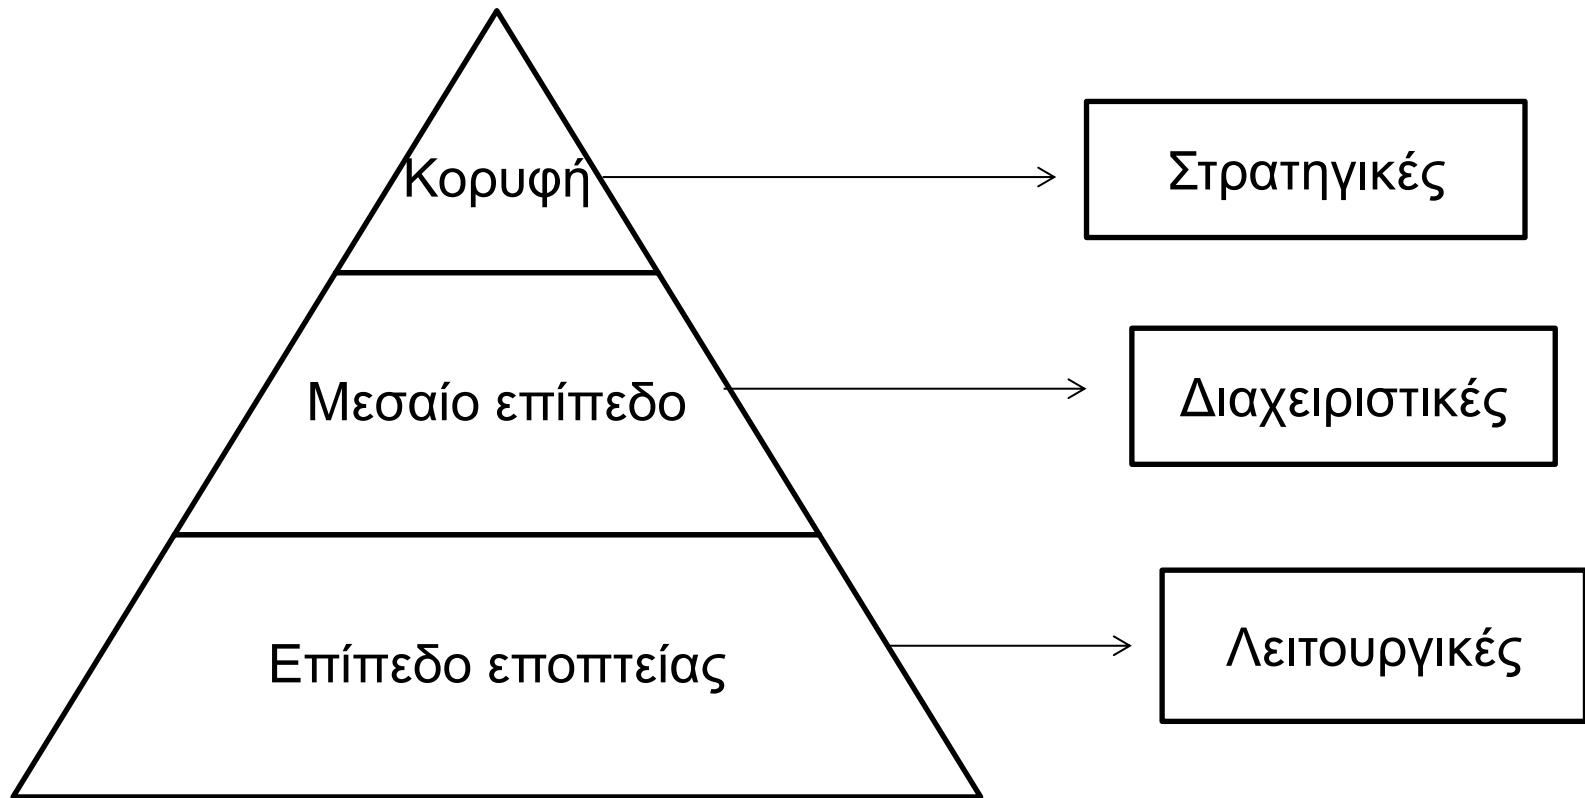 Κορυφή
Στρατηγικές
Μεσαίο επίπεδο
Διαχειριστικές
Επίπεδο εποπτείας
Λειτουργικές